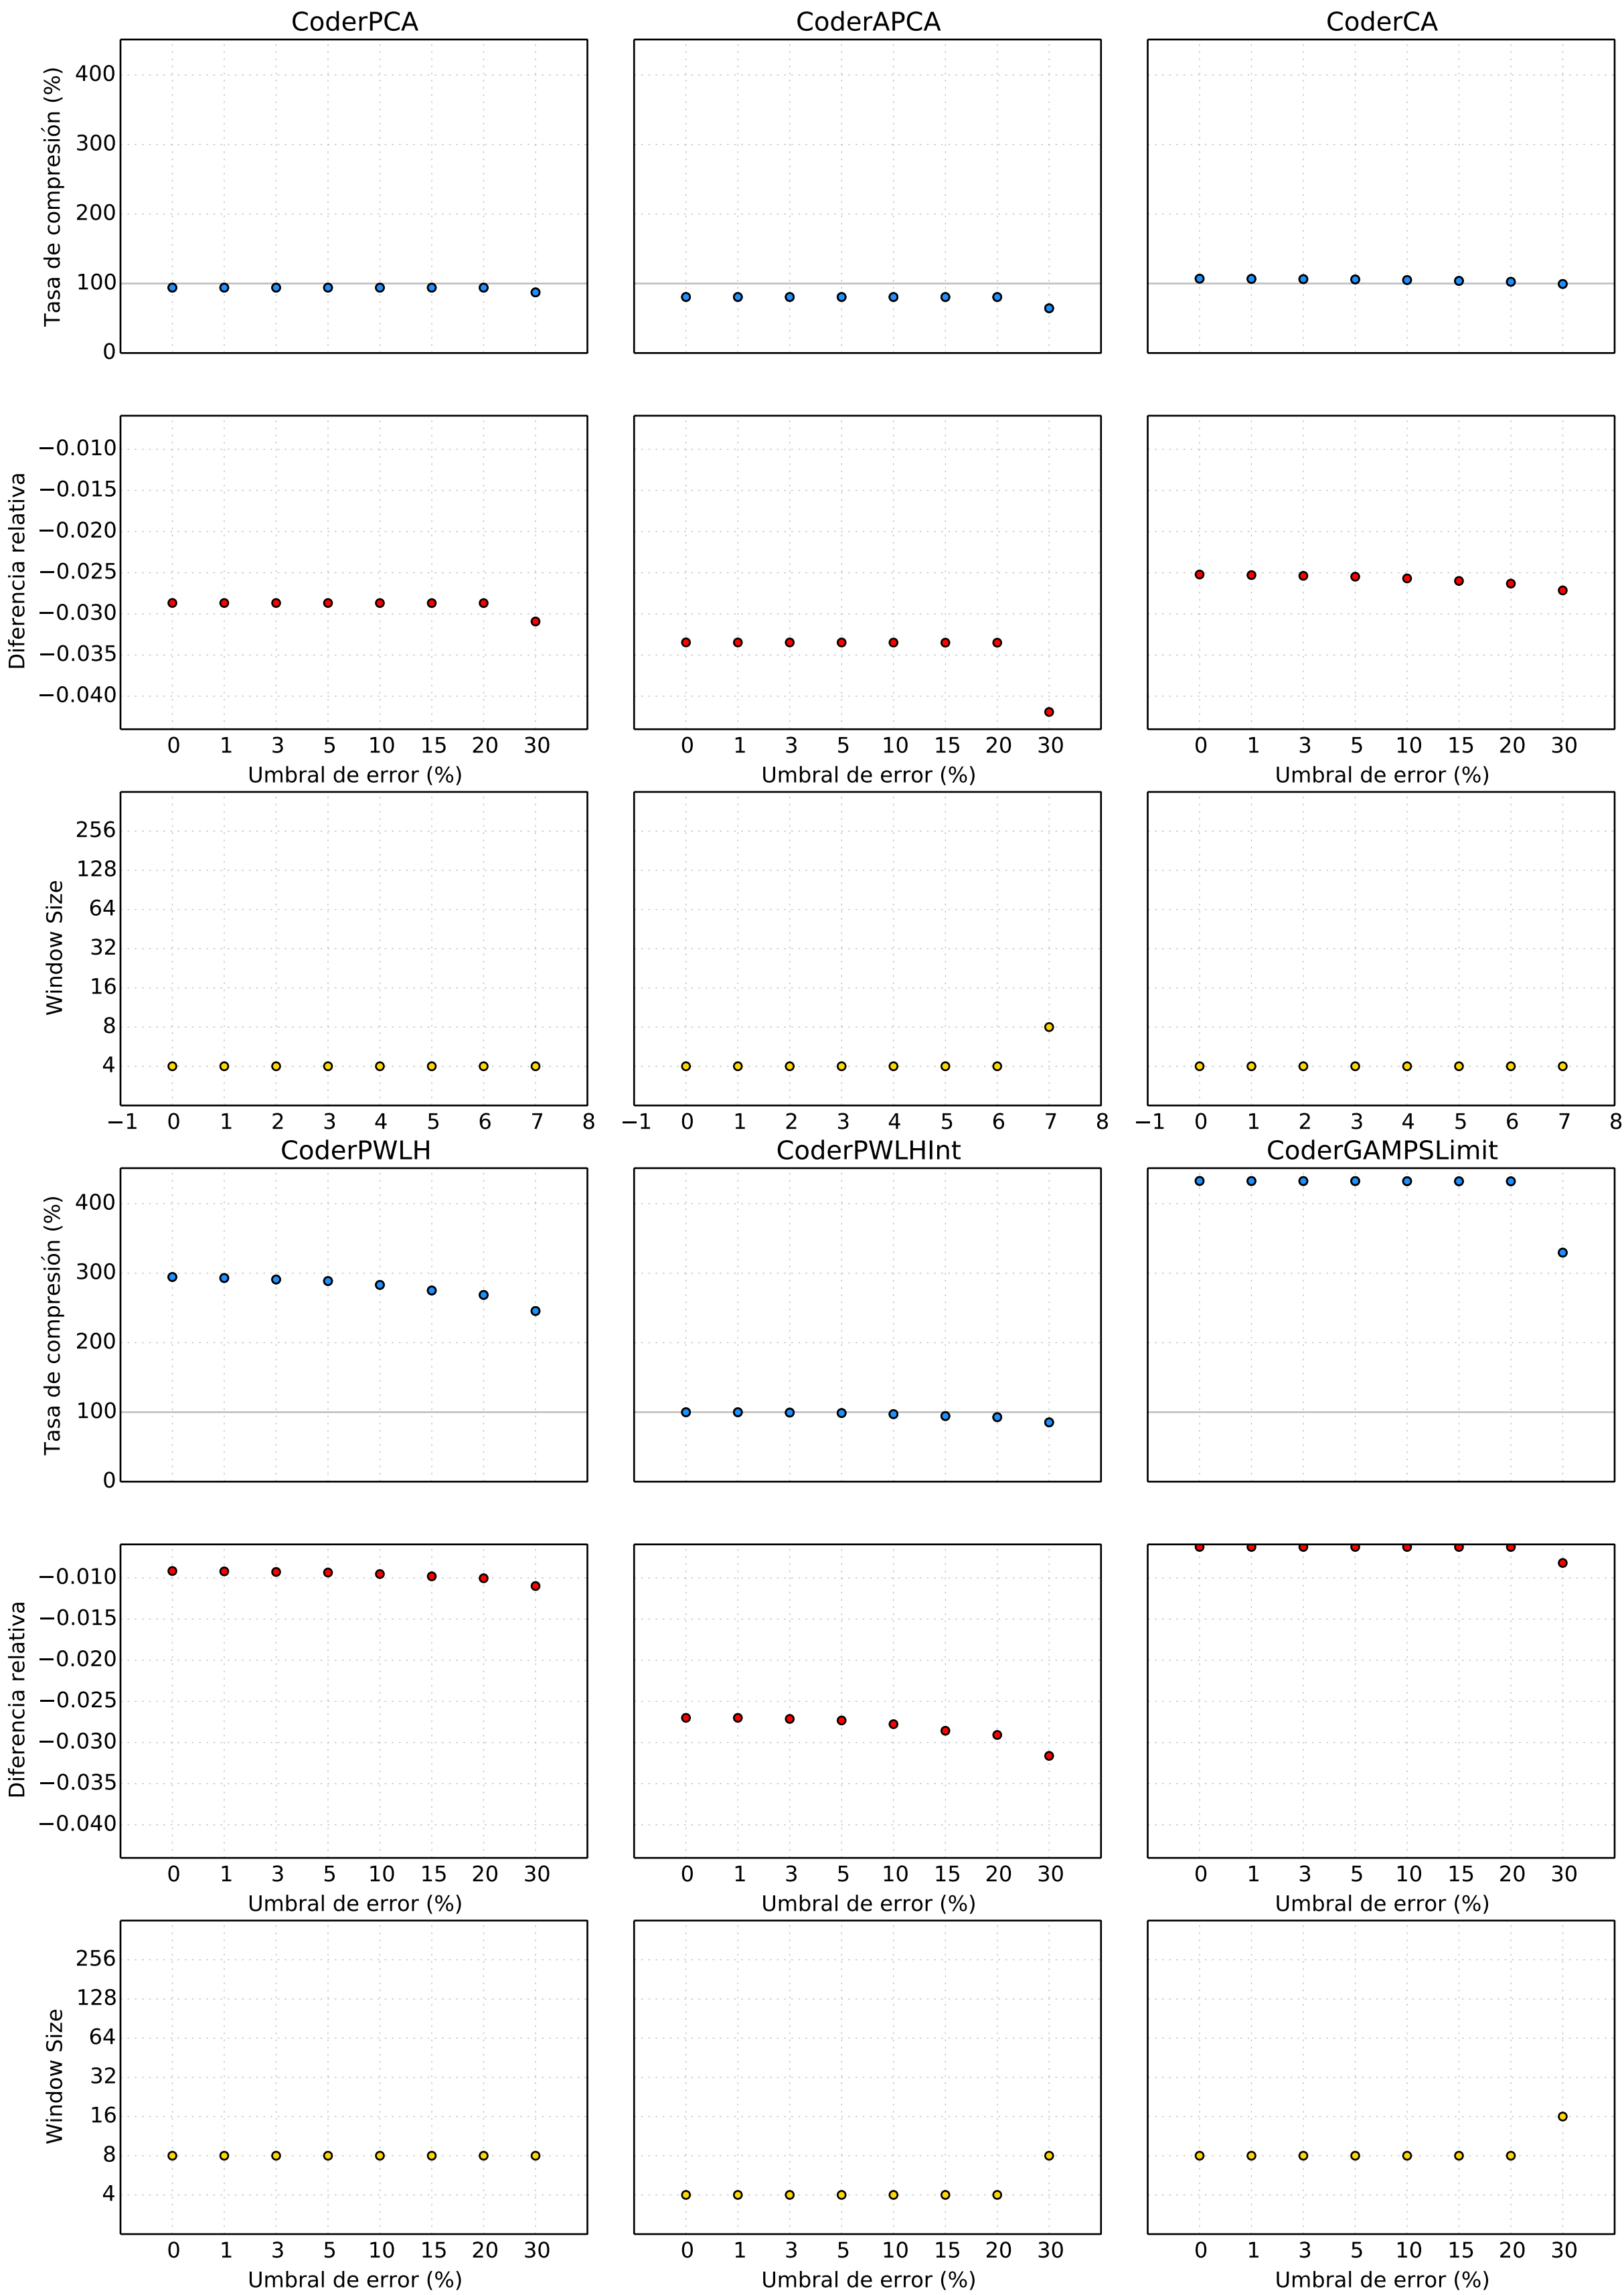 CoderPCA CoderAPCA CoderCA
Tasa de compresión (%)
400
300
200
100
0
Diferencia relativa
−0.010
−0.015
−0.020
−0.025
−0.030
−0.035
−0.040
0 1 3 5 10 15 20 30 0 1 3 5 10 15 20 30 0 1 3 5 10 15 20 30
Umbral de error (%) Umbral de error (%) Umbral de error (%)
Window Size
256
128
64
32
16
8
4
−1 0 1 2 3 4 5 6 7 8 −1 0 1 2 3 4 5 6 7 8 −1 0 1 2 3 4 5 6 7 8
CoderPWLH CoderPWLHInt CoderGAMPSLimit
Tasa de compresión (%)
400
300
200
100
0
Diferencia relativa
−0.010
−0.015
−0.020
−0.025
−0.030
−0.035
−0.040
0 1 3 5 10 15 20 30 0 1 3 5 10 15 20 30 0 1 3 5 10 15 20 30
Umbral de error (%) Umbral de error (%) Umbral de error (%)
Window Size
256
128
64
32
16
8
4
0 1 3 5 10 15 20 30 0 1 3 5 10 15 20 30 0 1 3 5 10 15 20 30
Umbral de error (%) Umbral de error (%) Umbral de error (%)